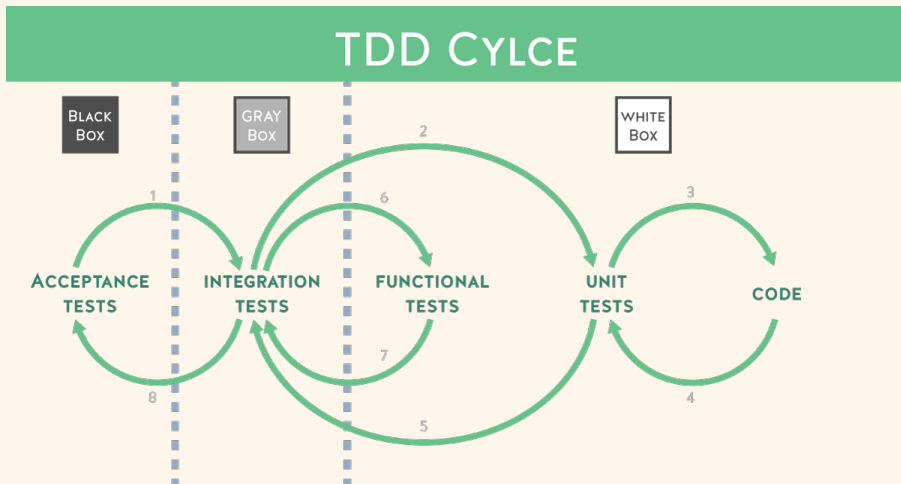 TDD CYLCE
BLACK
BOX
GRAY
BOX
WHITE
BOX
2
1
6
3
ACCEPTANCE
TESTS
INTEGRATION
TESTS
FUNCTIONAL
TESTS
UNIT
TESTS
CODE
7
8
4
5